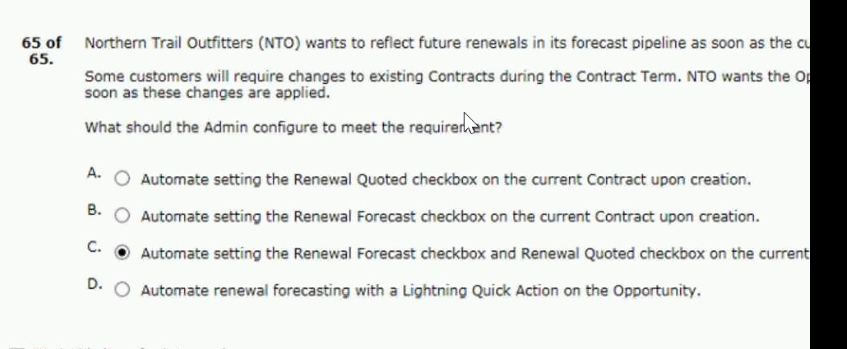 65 of 65.
Northern Trail Outfitters (NTO) wants to reflect future renewals in its forecast pipeline as soon as the
Some customers will require changes to existing Contracts during the Contract Term. NTO wants the
soon as these changes are applied.
What should the Admin configure to meet the requirement?
A. Automate setting the Renewal Quoted checkbox on the current Contract upon creation.
B. Automate setting the Renewal Forecast checkbox on the current Contract upon creation.
C. Automate setting the Renewal Forecast checkbox and Renewal Quoted checkbox on the current
D. Automate renewal forecasting with a Lightning Quick Action on the Opportunity.